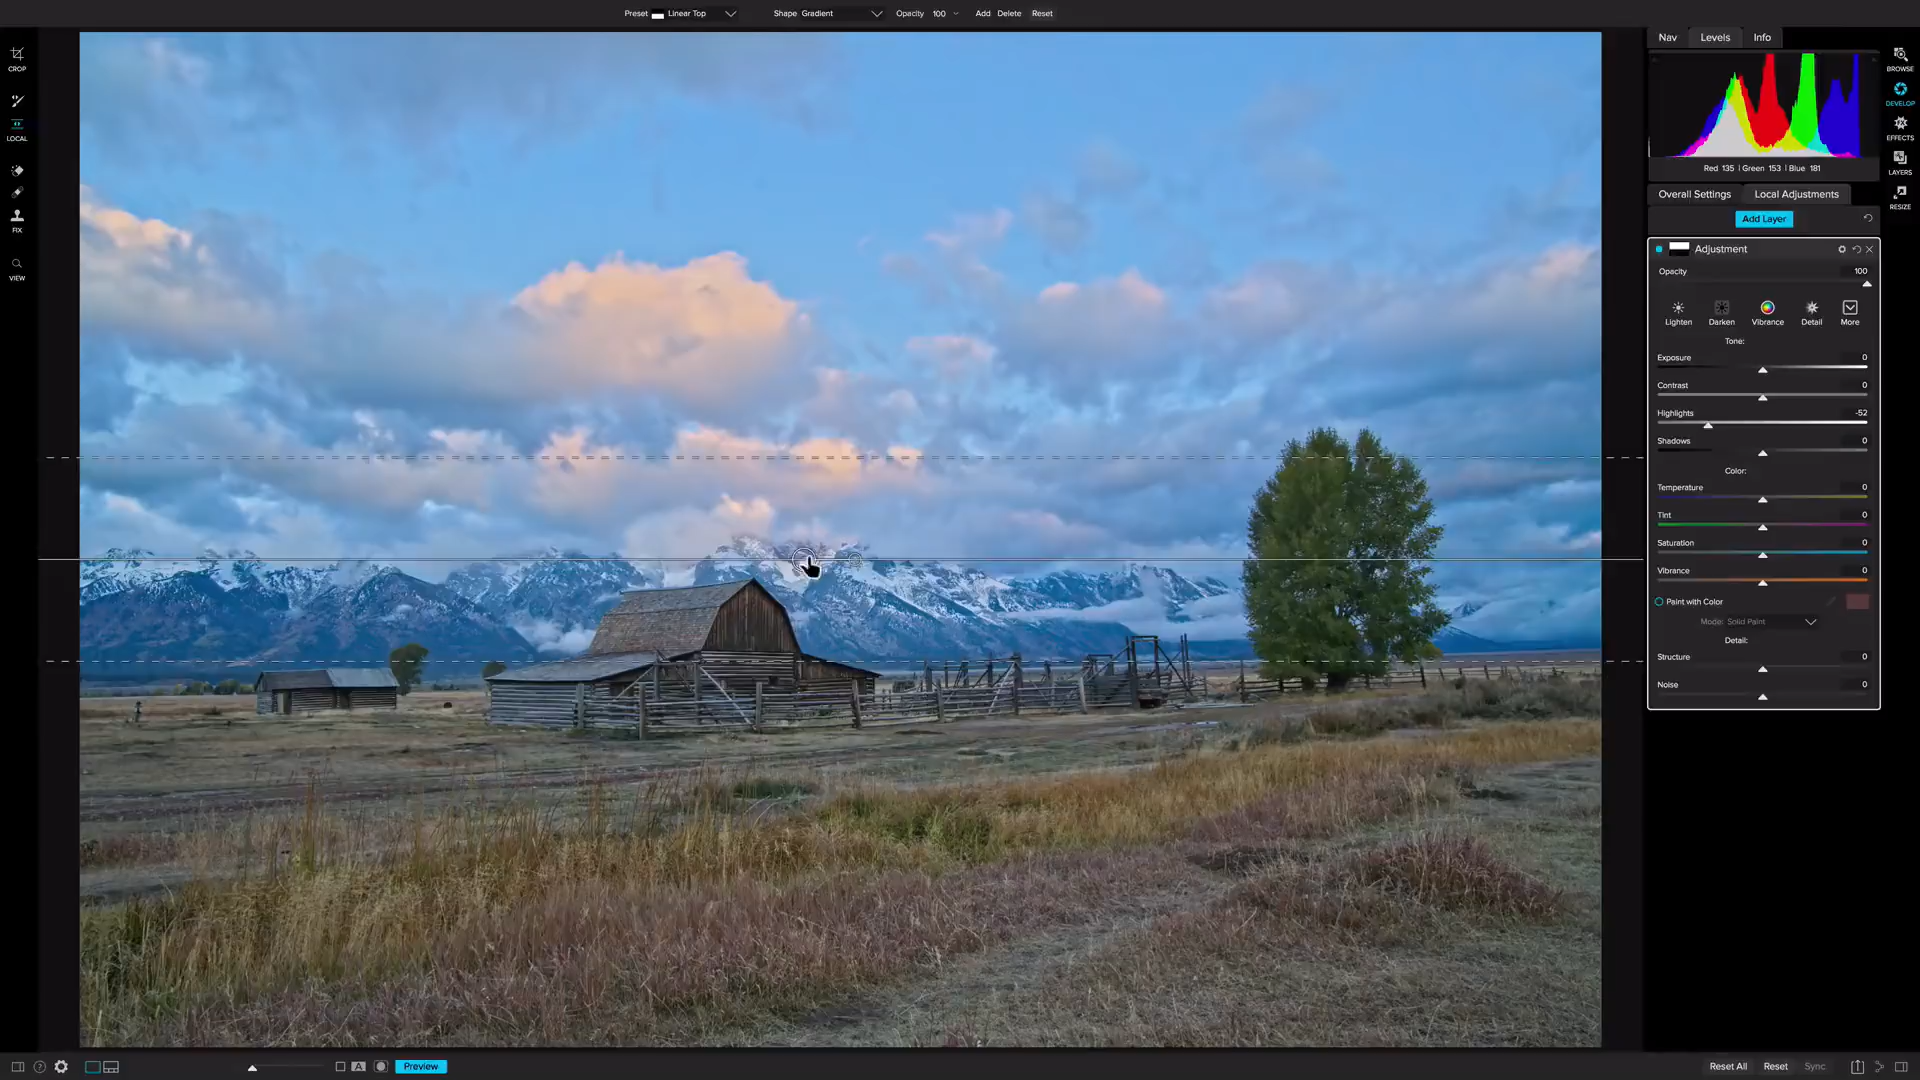 Preset Linear Top Shape Gradient Opacity 100 Add Delete Reset
Nav Levels Info
CROP
BROWSE
DEVELOP
LOCAL
EFFECTS
Red 135 | Green 153 | Blue 181
LAYERS
Overall Settings Local Adjustments
RESIZE
Add Layer
FIX
Adjustment
Opacity 100
VIEW
Lighten Darken Vibrance Detail More
Tone:
Exposure 0
Contrast 0
Highlights -52
Shadows 0
Color:
Temperature 0
Tint 0
Saturation 0
Vibrance 0
Paint with Color
Mode: Solid Paint
Detail:
Structure 0
Noise 0
? A Preview Reset All Reset Sync